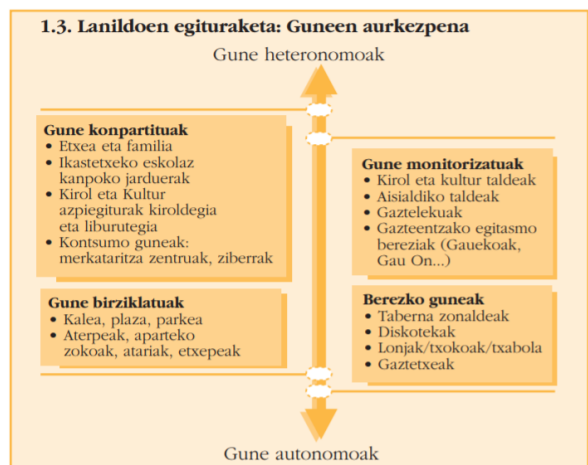 1.3. Lanildoen egituraketa: Guneen aurkezpena
Gune heteronomoak
Gune konpartituak
• Etxea eta familia
• Ikastetxeko eskolaz
kanpoko jarduerak
• Kirol eta Kultur
azpiegiturak kiroldegia
eta liburutegia
• Kontsumo guneak:
merkataritza zentruak, ziberrak
Gune monitorizatuak
• Kirol eta kultur taldeak
• Aisialdiko taldeak
• Gaztelekuak
• Gazteentzako egitasmo
bereziak (Gauekoak,
Gau On...)
Gune birziklatuak
• Kalea, plaza, parkea
• Aterpeak, aparteko
zokoak, atariak, etxepeak
Berezko guneak
• Taberna zonaldeak
• Diskotekak
• Lonjak/txokoak/txabola
• Gaztetxeak
Gune autonomoak